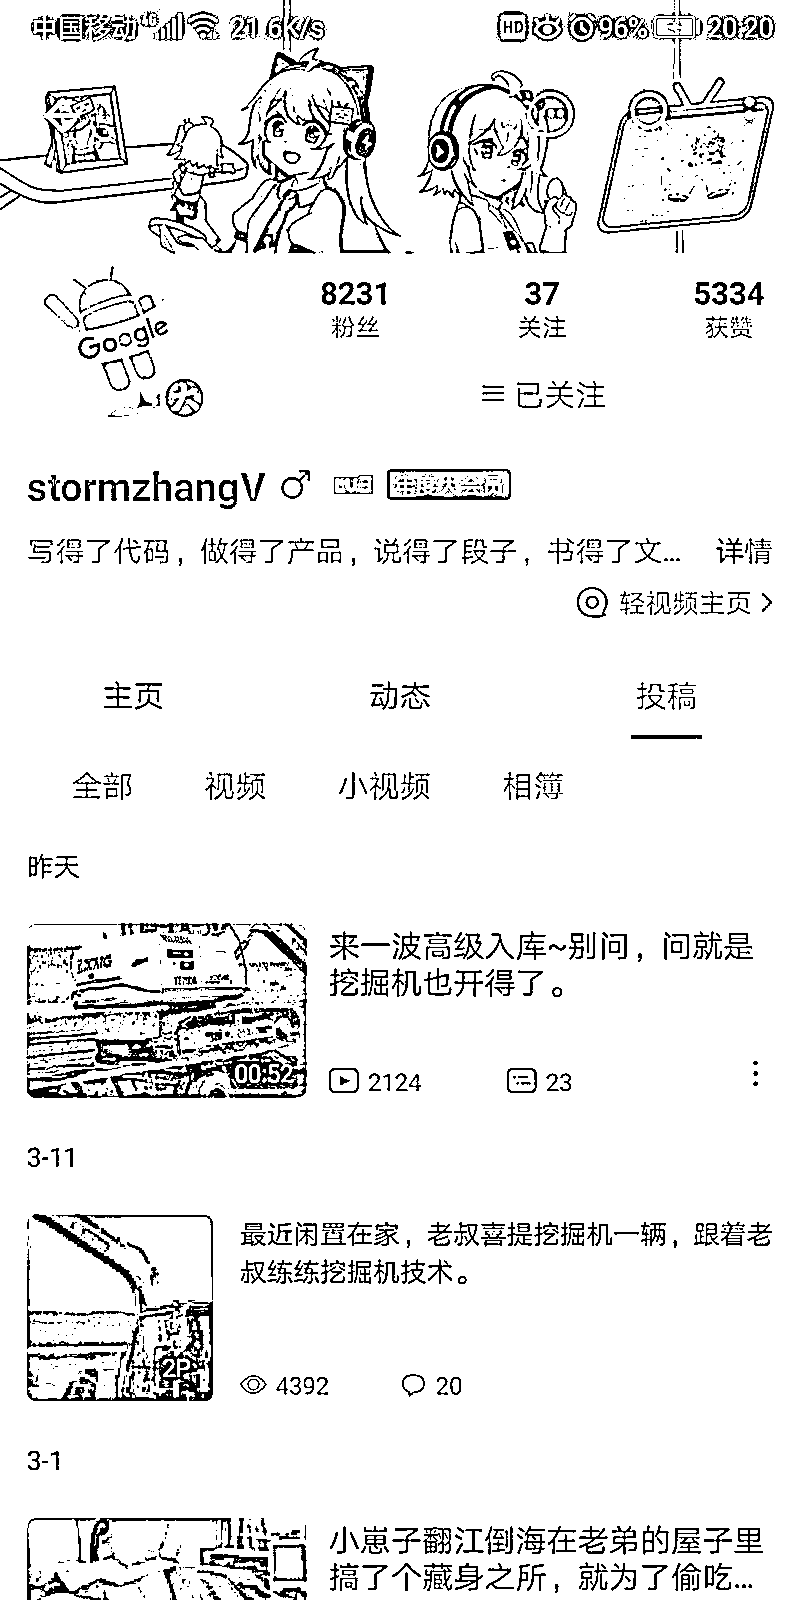 中国移动 4G 21.6K/s HD 96% 20:20
8231 37 5334
粉丝 关注 获赞
Google
已关注
stormzhangV 年度大会员
写得了代码，做得了产品，说得了段子，书得了文... 详情
轻视频主页
主页 动态 投稿
全部 视频 小视频 相簿
昨天
来一波高级入库~别问，问就是
挖掘机也开得了。
00:52
2124 23
3-11
最近闲置在家，老叔喜提挖掘机一辆，跟着老
叔练练挖掘机技术。
2P
4392 20
3-1
小崽子翻江倒海在老弟的屋子里
搞了个藏身之所，就为了偷吃...